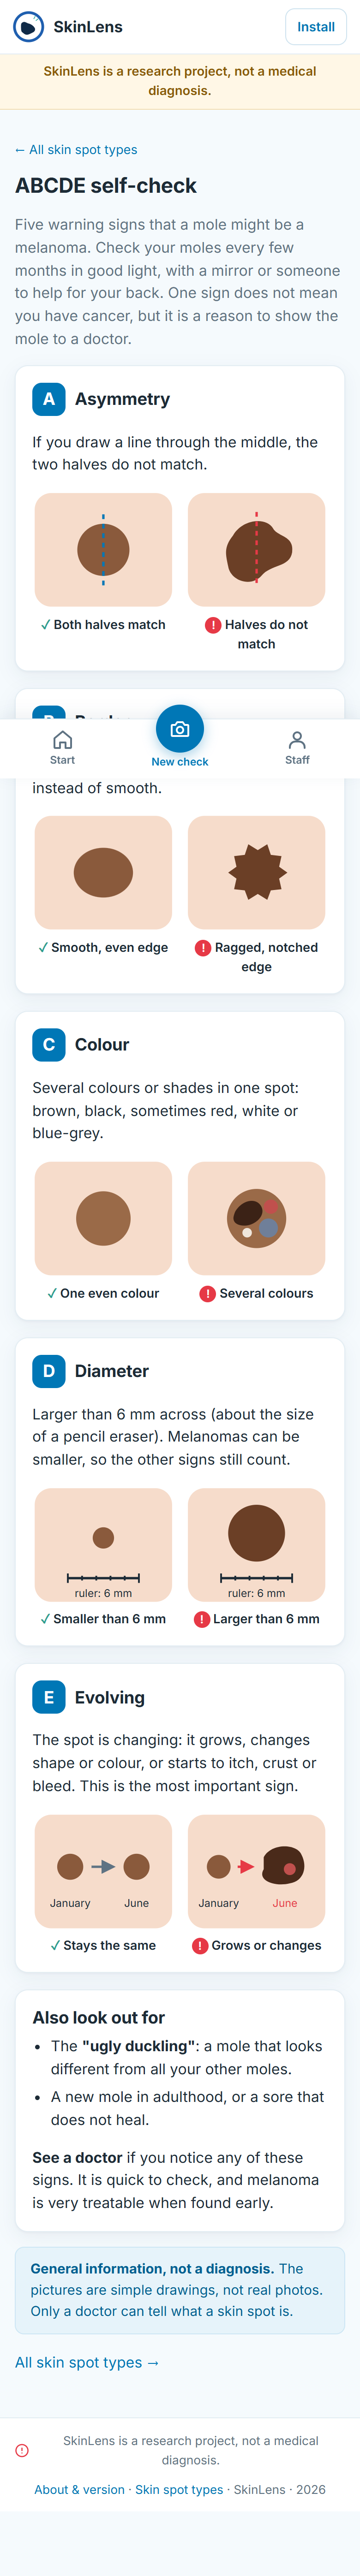 SkinLens
Install
SkinLens is a research project, not a medical
diagnosis.
← All skin spot types
ABCDE self-check
Five warning signs that a mole might be a
melanoma. Check your moles every few
months in good light, with a mirror or someone
to help for your back. One sign does not mean
you have cancer, but it is a reason to show the
mole to a doctor.
A Asymmetry
If you draw a line through the middle, the
two halves do not match.
✓ Both halves match
! Halves do not
match
Start
New check
Staff
instead of smooth.
✓ Smooth, even edge
! Ragged, notched
edge
C Colour
Several colours or shades in one spot:
brown, black, sometimes red, white or
blue-grey.
✓ One even colour
! Several colours
D Diameter
Larger than 6 mm across (about the size
of a pencil eraser). Melanomas can be
smaller, so the other signs still count.
ruler: 6 mm
ruler: 6 mm
✓ Smaller than 6 mm
! Larger than 6 mm
E Evolving
The spot is changing: it grows, changes
shape or colour, or starts to itch, crust or
bleed. This is the most important sign.
January
June
January
June
✓ Stays the same
! Grows or changes
Also look out for
• The "ugly duckling": a mole that looks
different from all your other moles.
• A new mole in adulthood, or a sore that
does not heal.
See a doctor if you notice any of these
signs. It is quick to check, and melanoma
is very treatable when found early.
General information, not a diagnosis. The
pictures are simple drawings, not real photos.
Only a doctor can tell what a skin spot is.
All skin spot types →
SkinLens is a research project, not a medical
diagnosis.
About & version · Skin spot types · SkinLens · 2026